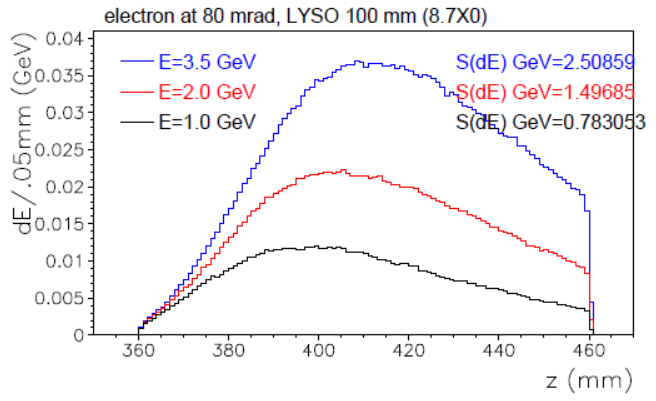 electron at 80 mrad, LYSO 100 mm (8.7X0)
0.04
E=3.5 GeV S(dE) GeV=2.50859
0.035
E=2.0 GeV S(dE) GeV=1.49685
0.03
E=1.0 GeV S(dE) GeV=0.783053
0.025
0.02
0.015
0.01
0.005
0
dE/.05mm (GeV)
360 380 400 420 440 460
z (mm)